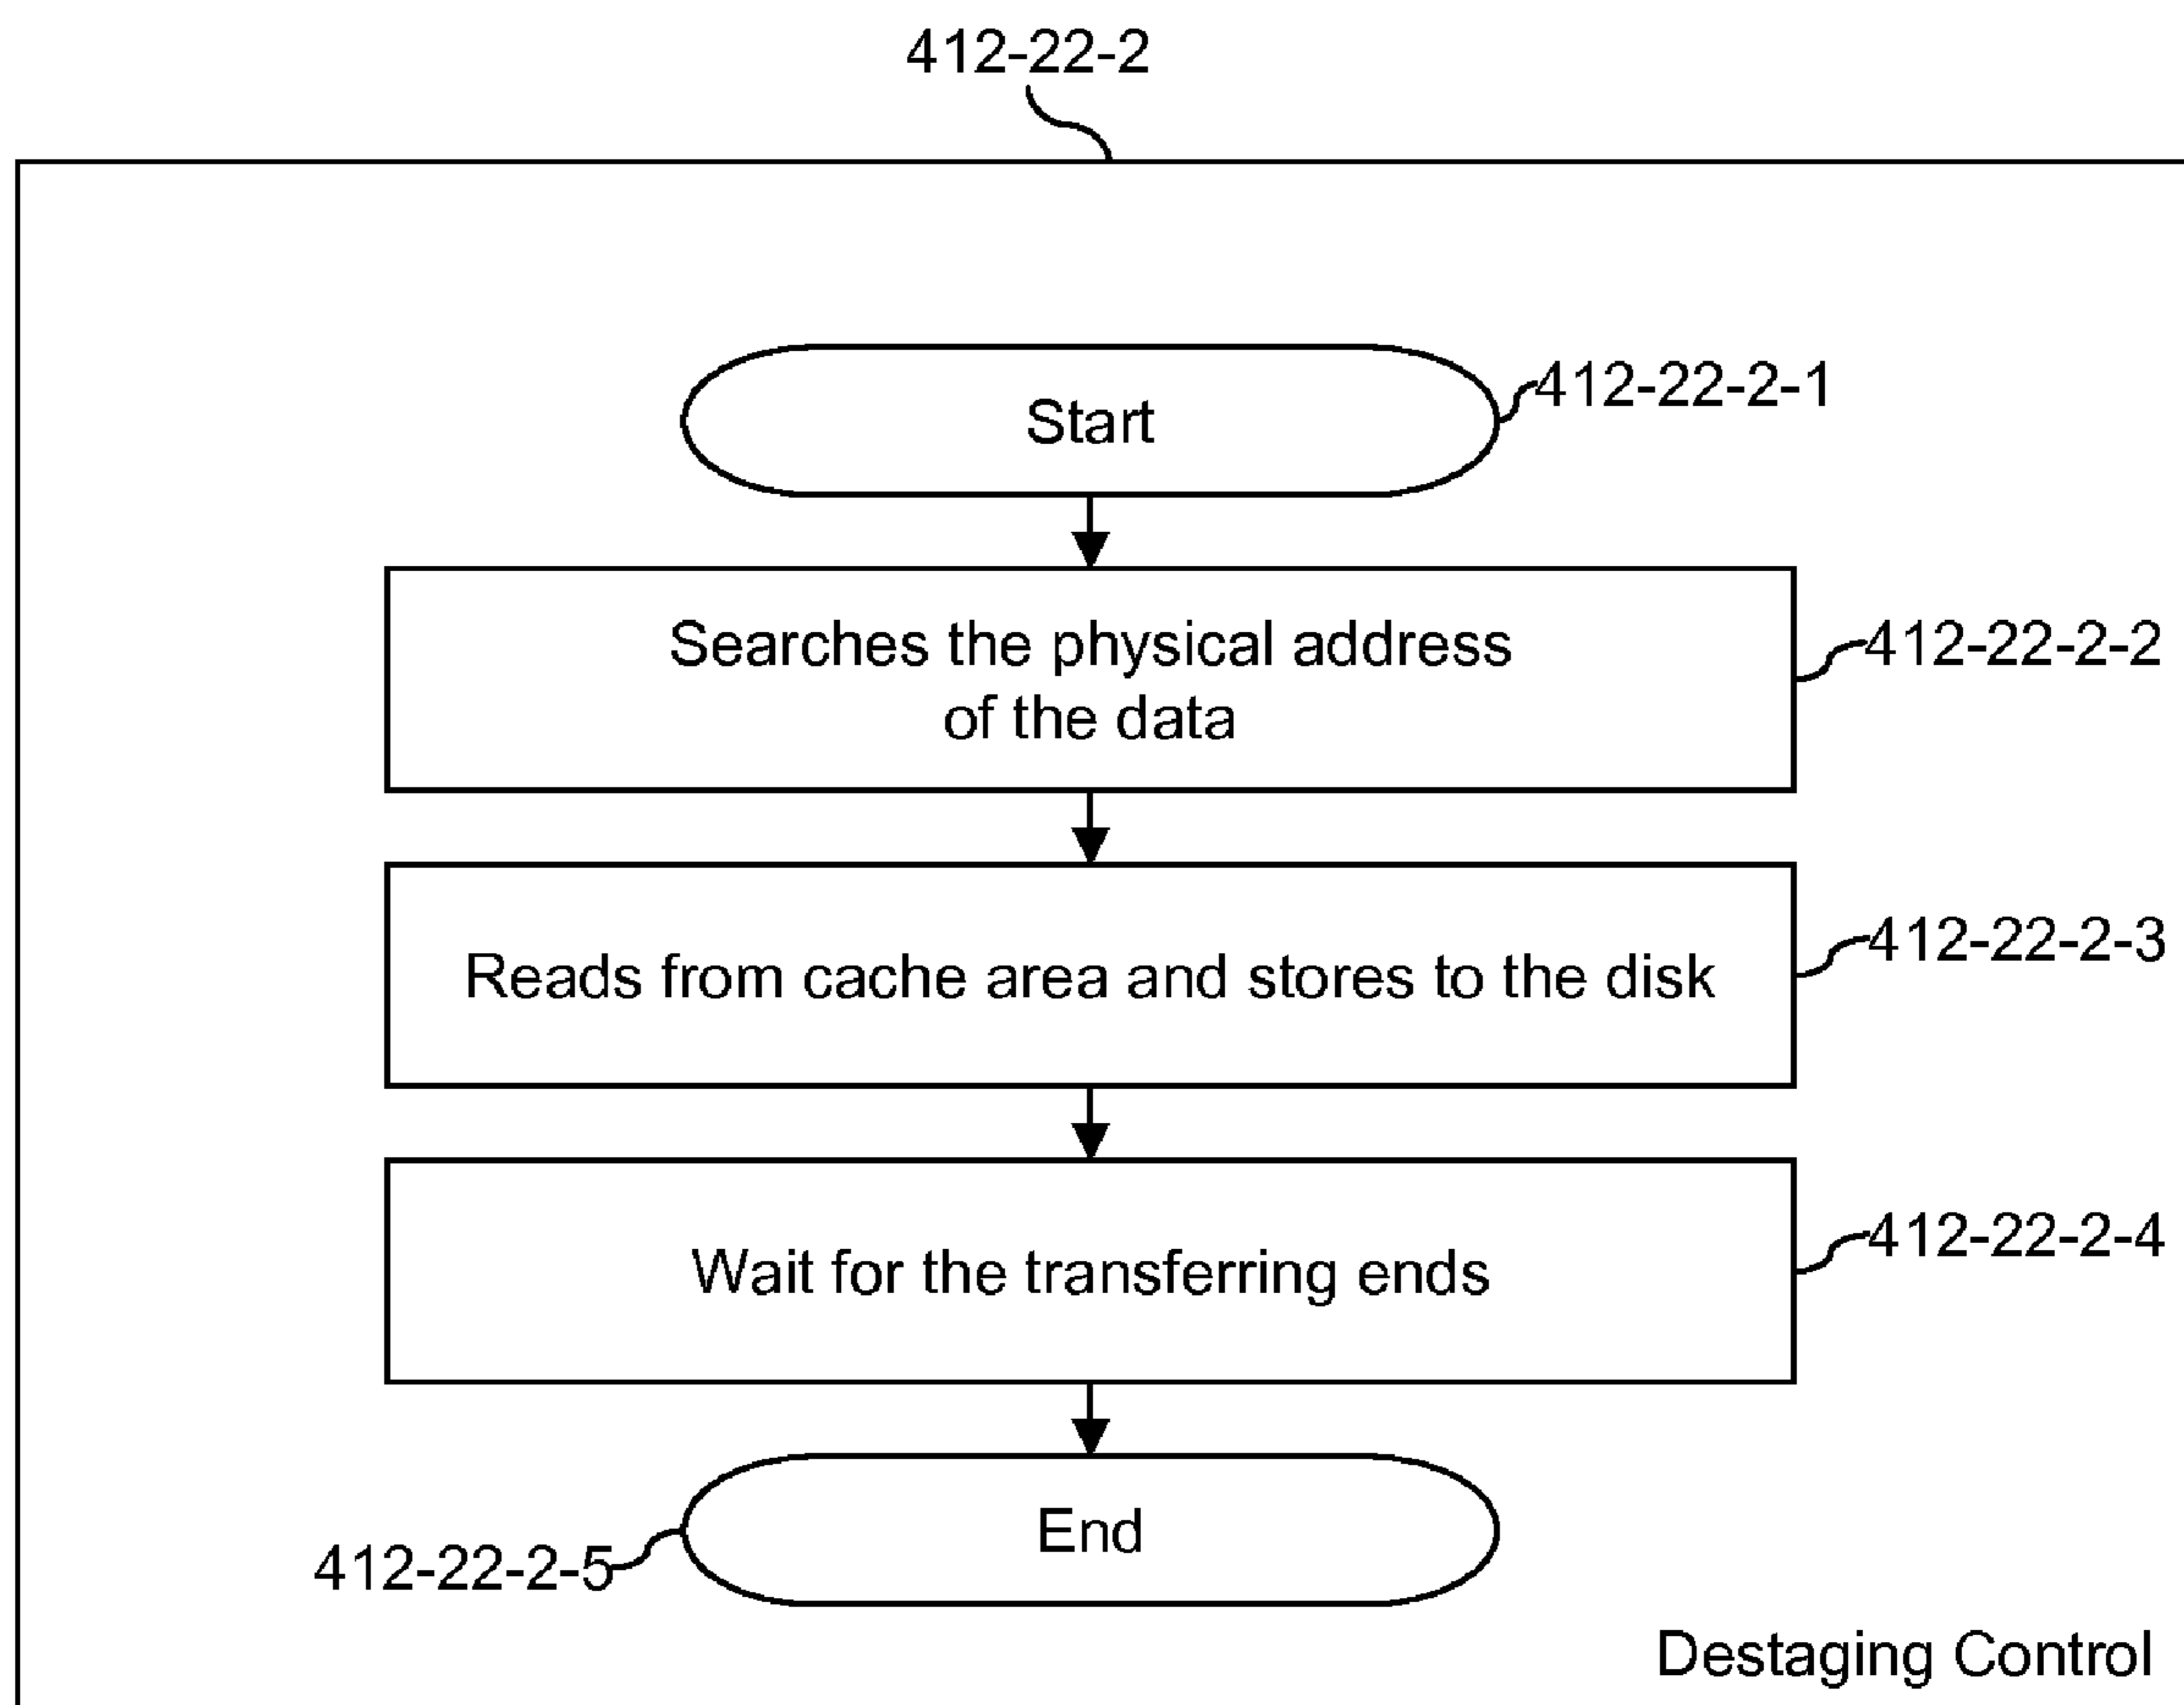 412-22-2
Start
412-22-2-1
Searches the physical address
of the data
412-22-2-2
Reads from cache area and stores to the disk
412-22-2-3
Wait for the transferring ends
412-22-2-4
End
412-22-2-5
Destaging Control